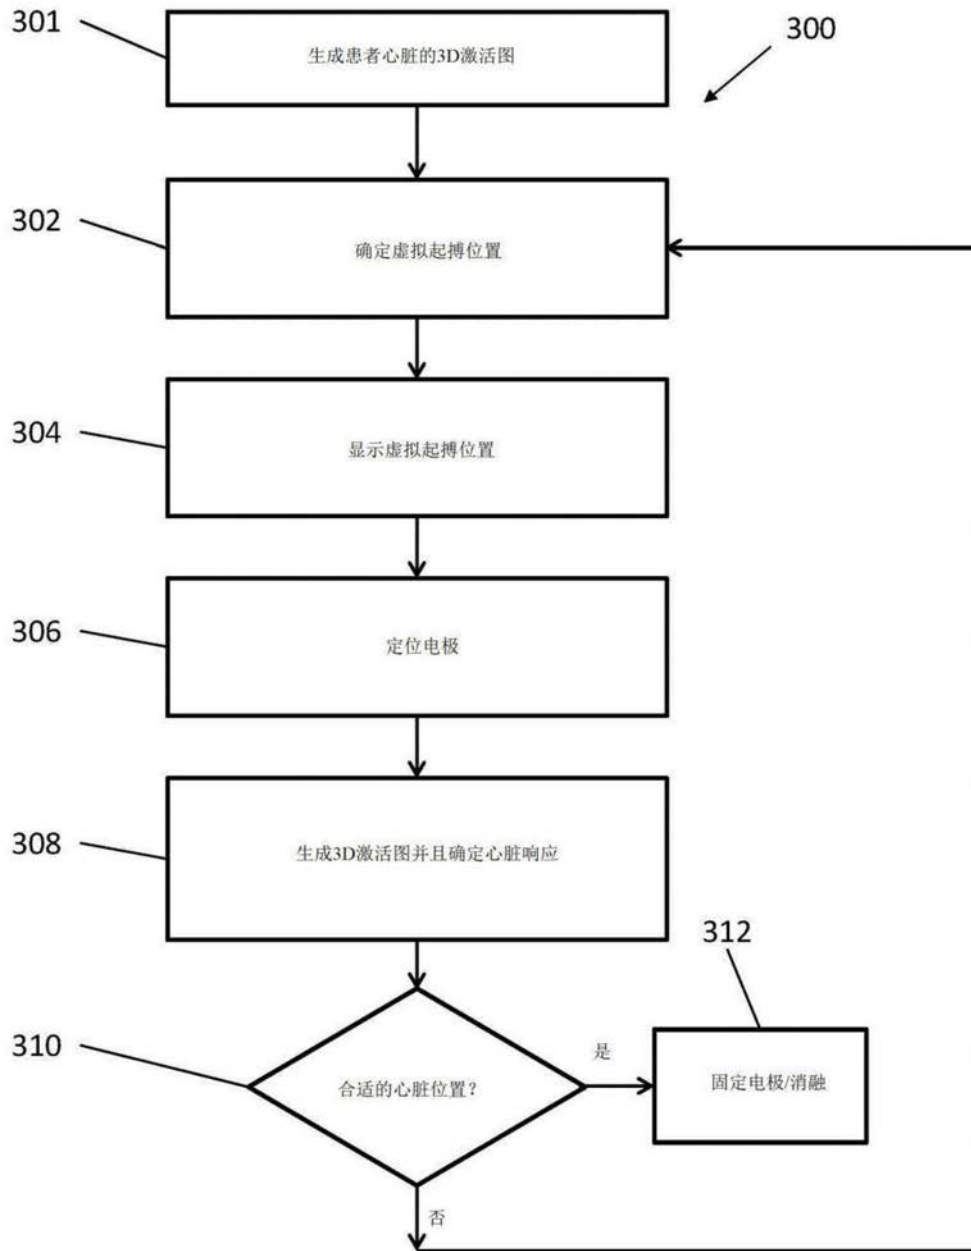 301
生成患者心脏的3D激活图
300
302
确定虚拟起搏位置
304
显示虚拟起搏位置
306
定位电极
308
生成3D激活图并且确定心脏响应
312
310
合适的心脏位置？
是
固定电极/消融
否